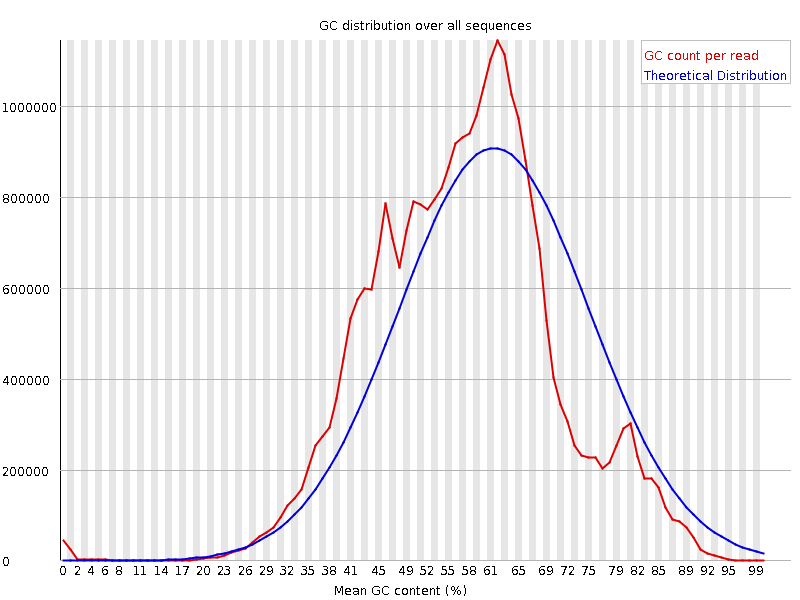 GC distribution over all sequences
GC count per read
Theoretical Distribution
1000000
800000
600000
400000
200000
0
0 2 4 6 8 11 14 17 20 23 26 29 32 35 38 41 45 49 52 55 58 61 65 69 72 75 79 82 85 89 92 95 99
Mean GC content (%)